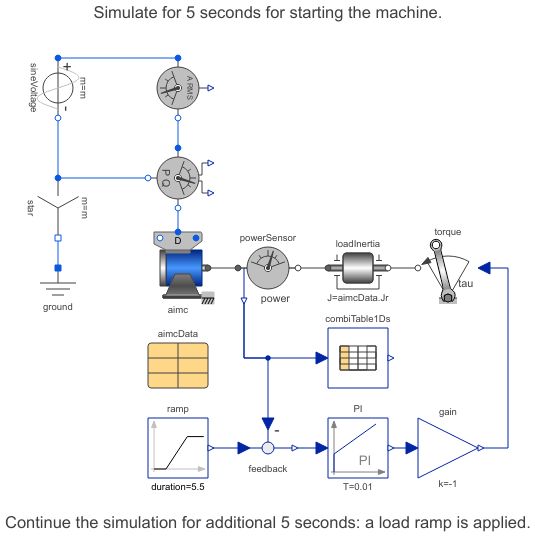 Simulate for 5 seconds for starting the machine.
sineVoltage
+
-
m=m
A RMS
P Q
star
m=m
D
powerSensor
loadInertia
torque
tau
ground
aimc
power
J=aimcData.Jr
combiTable1Ds
aimcData
ramp
PI
gain
-
PI
feedback
duration=5.5
T=0.01
k=-1
Continue the simulation for additional 5 seconds: a load ramp is applied.